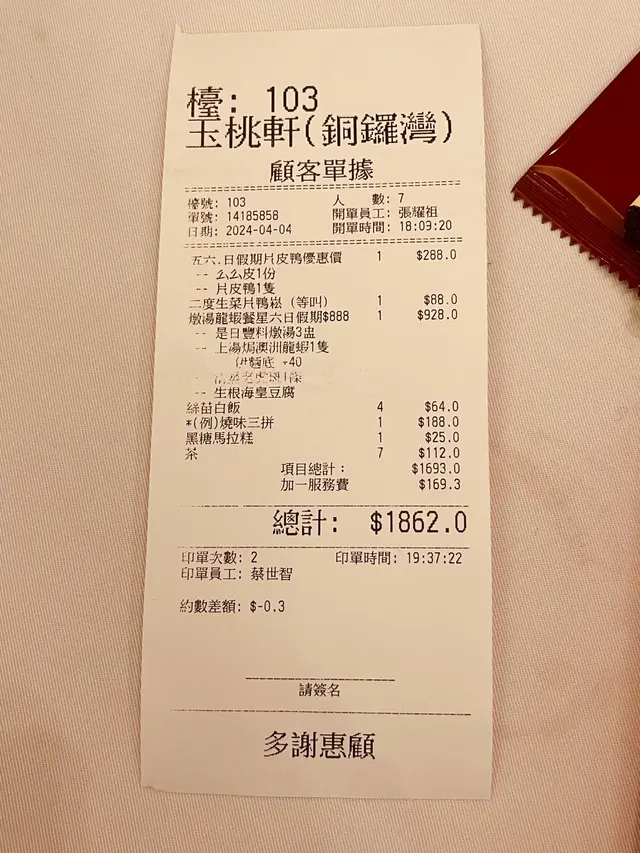 檯: 103
玉桃軒(銅鑼灣)
顧客單據
檯號: 103 人 數: 7
單號: 14185858 開單員工: 張耀祖
日期: 2024-04-04 開單時間: 18:09:20
五六.日假期片皮鴨優惠價 1 $288.0
-- 么么皮1份
-- 片皮鴨1隻
二度生菜片鴨崧 (等叫) 1 $88.0
燉湯龍蝦餐星六日假期$888 1 $928.0
-- 是日豐料燉湯3盅
-- 上湯焗澳洲龍蝦1隻
伊麵底 +40
-- 生根海皇豆腐
絲苗白飯 4 $64.0
*(例)燒味三拼 1 $188.0
黑糖馬拉糕 1 $25.0
茶 7 $112.0
項目總計: $1693.0
加一服務費 $169.3
總計: $1862.0
印單次數: 2 印單時間: 19:37:22
印單員工: 蔡世智
約數差額: $-0.3
請簽名
多謝惠顧